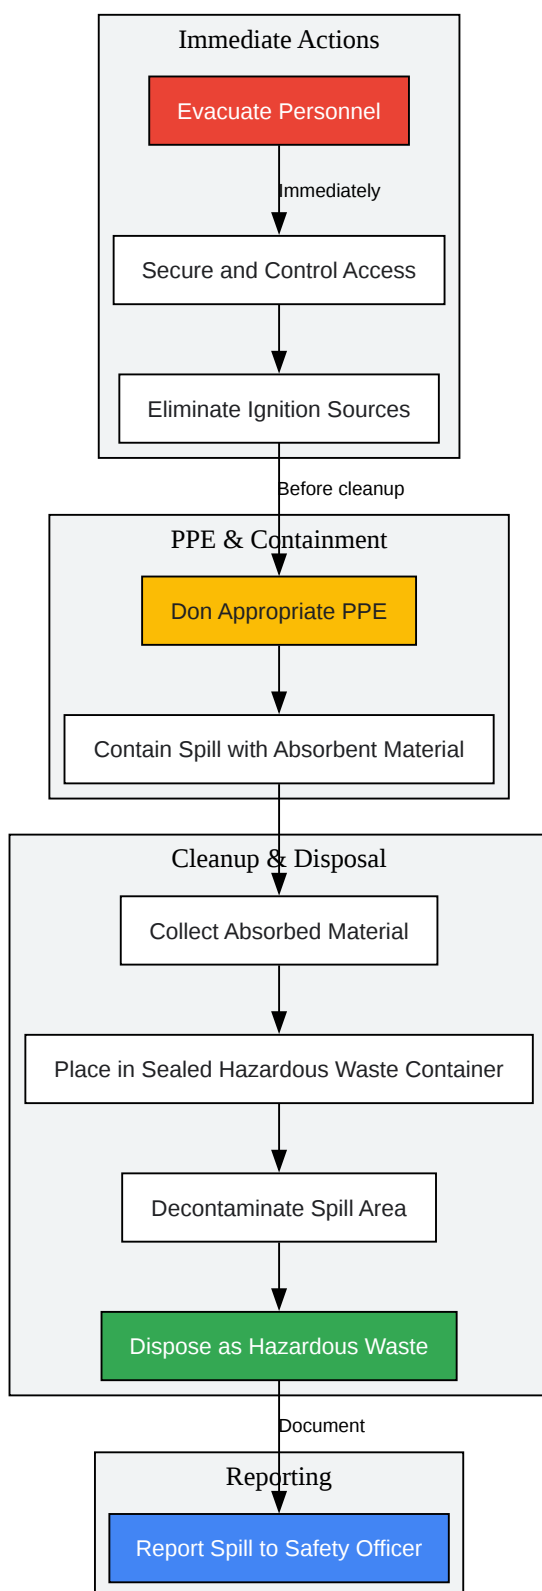 Immediate Actions
Evacuate Personnel
Immediately
Secure and Control Access
Eliminate Ignition Sources
Before cleanup
PPE & Containment
Don Appropriate PPE
Contain Spill with Absorbent Material
Cleanup & Disposal
Collect Absorbed Material
Place in Sealed Hazardous Waste Container
Decontaminate Spill Area
Dispose as Hazardous Waste
Document
Reporting
Report Spill to Safety Officer